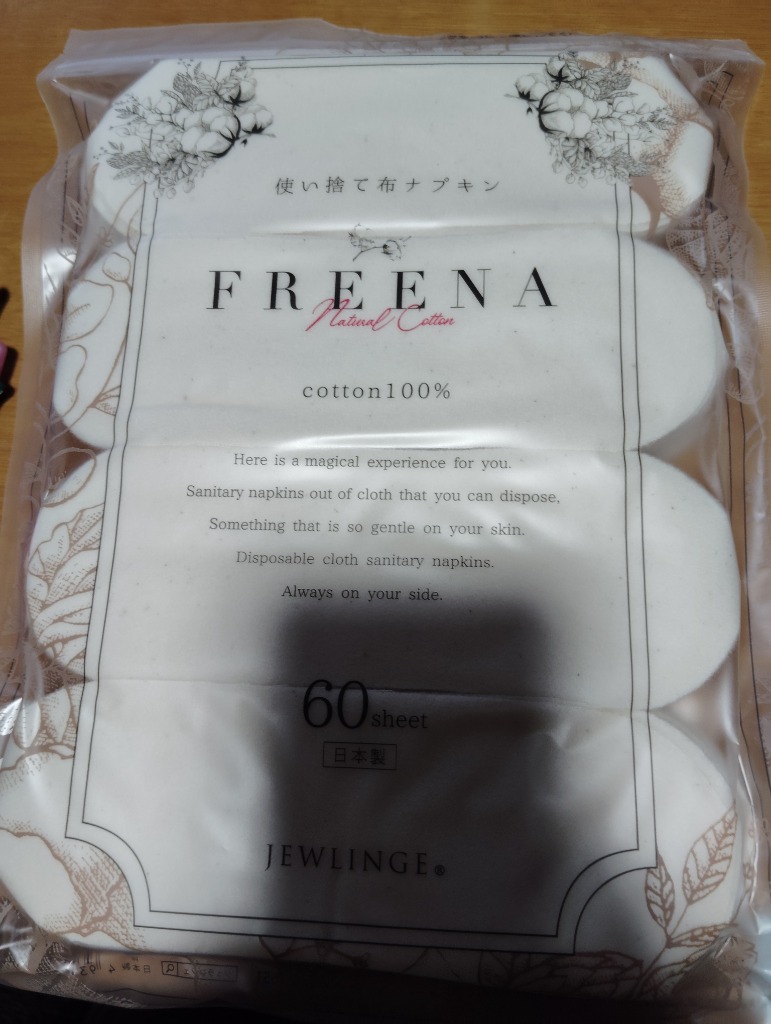 使い捨て布ナプキン
FREENA
Natural Cotton
cotton100%
Here is a magical experience for you.
Sanitary napkins out of cloth that you can dispose,
Something that is so gentle on your skin.
Disposable cloth sanitary napkins.
Always on your side.
60 sheet
日本製
JEWLINGE®